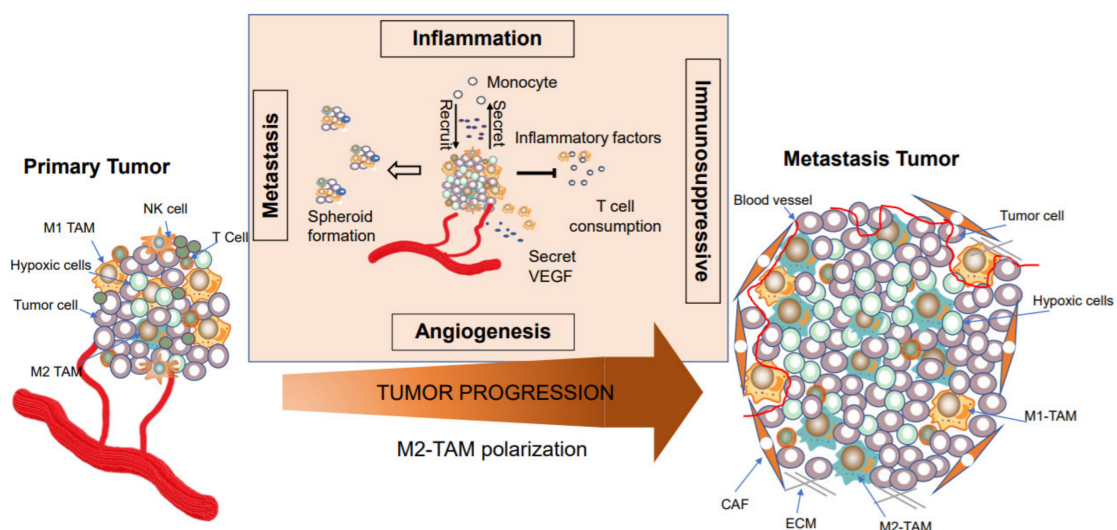 Inflammation
Monocyte
Recruit
Secret
Inflammatory factors
Metastasis
Immunosuppressive
Spheroid
formation
T cell
consumption
Secret
VEGF
Angiogenesis
Primary Tumor
NK cell
M1 TAM
T Cell
Hypoxic cells
Tumor cell
M2 TAM
TUMOR PROGRESSION
M2-TAM polarization
Metastasis Tumor
Blood vessel
Tumor cell
Hypoxic cells
M1-TAM
CAF
ECM
M2-TAM